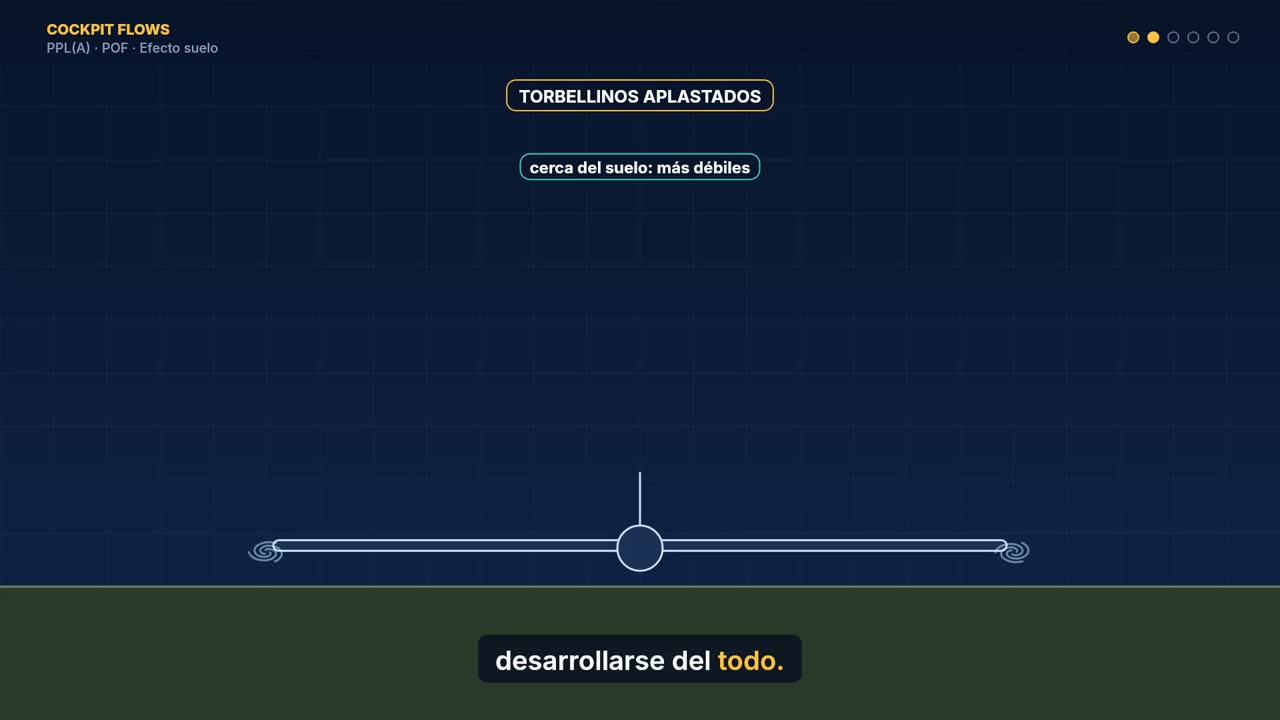 COCKPIT FLOWS
PPL(A) · POF · Efecto suelo
TORBELLINOS APLASTADOS
cerca del suelo: más débiles
desarrollarse del todo.